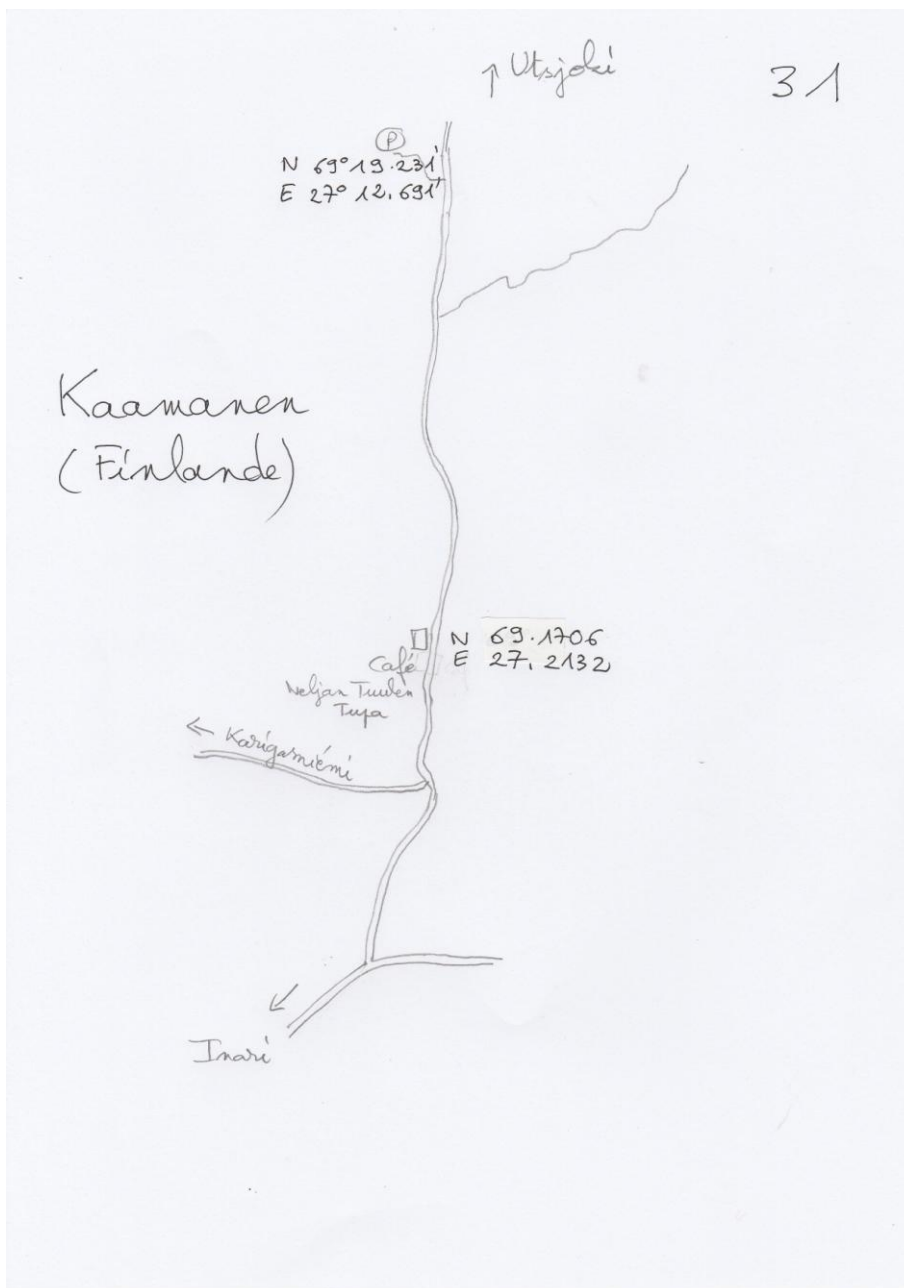 ↑ Utsjoki
31
P
N 69° 19.231'
E 27° 12.691'
Kaamanen
(Finlande)
N 69.1706
E 27.2132
Café
Neljan Tuulen
Tupa
← Karigasniémi
Inari